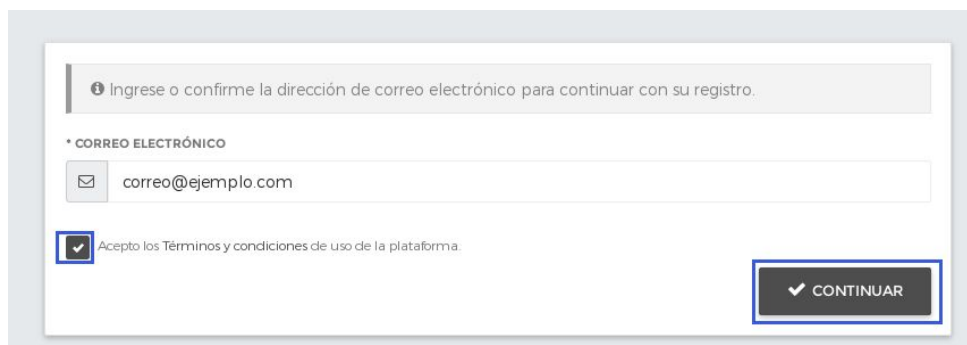 Ingrese o confirme la dirección de correo electrónico para continuar con su registro.
* CORREO ELECTRÓNICO
correo@ejemplo.com
Acepto los Términos y condiciones de uso de la plataforma.
CONTINUAR